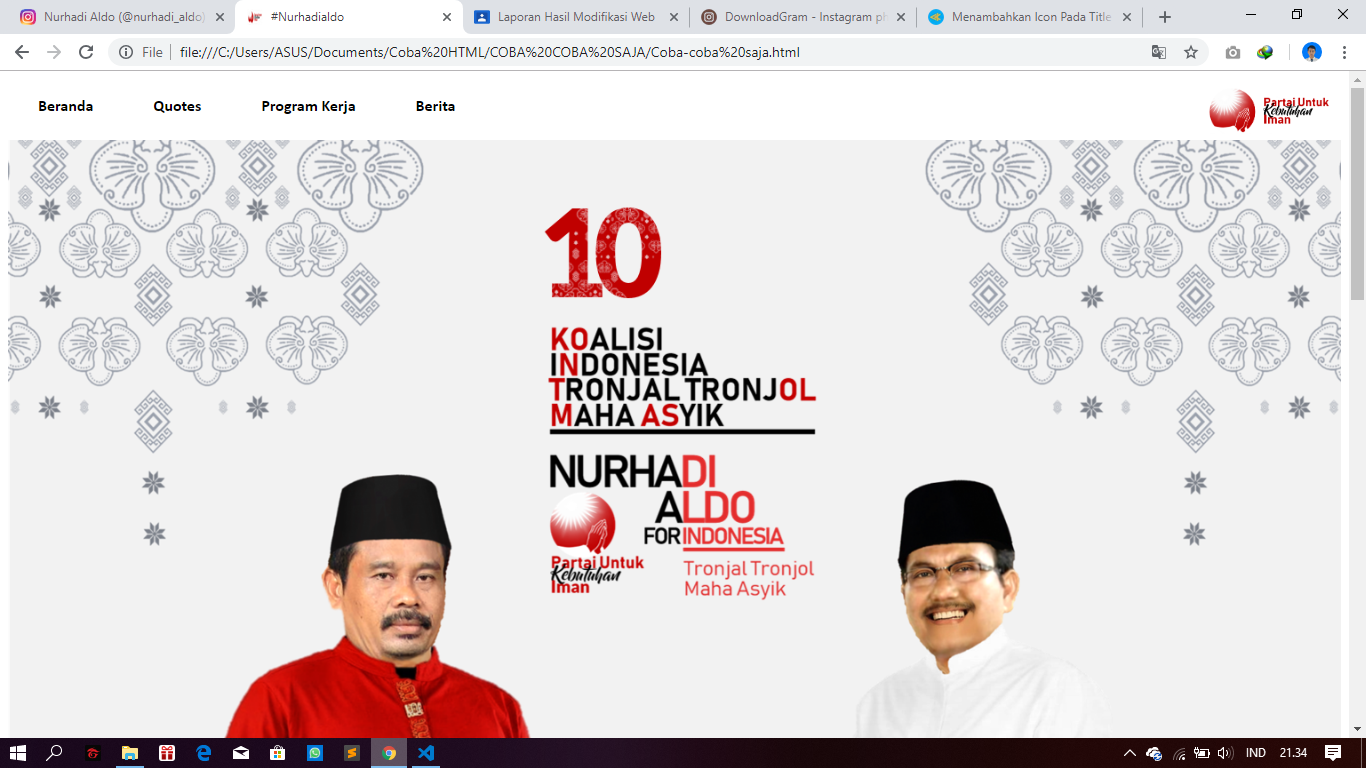 Nurhadi Aldo (@nurhadi_aldo)
#Nurhadialdo
Laporan Hasil Modifikasi Web
DownloadGram - Instagram ph
Menambahkan Icon Pada Title
File
file:///C:/Users/ASUS/Documents/Coba%20HTML/COBA%20COBA%20SAJA/Coba-coba%20saja.html
Beranda
Quotes
Program Kerja
Berita
Partai Untuk
Kebutuhan
Iman
10
KOALISI
INDONESIA
TRONJAL TRONJOL
MAHA ASYIK
NURHADI
ALDO
FOR INDONESIA
Partai Untuk
Kebutuhan
Iman
Tronjal Tronjol
Maha Asyik
IND
21.34